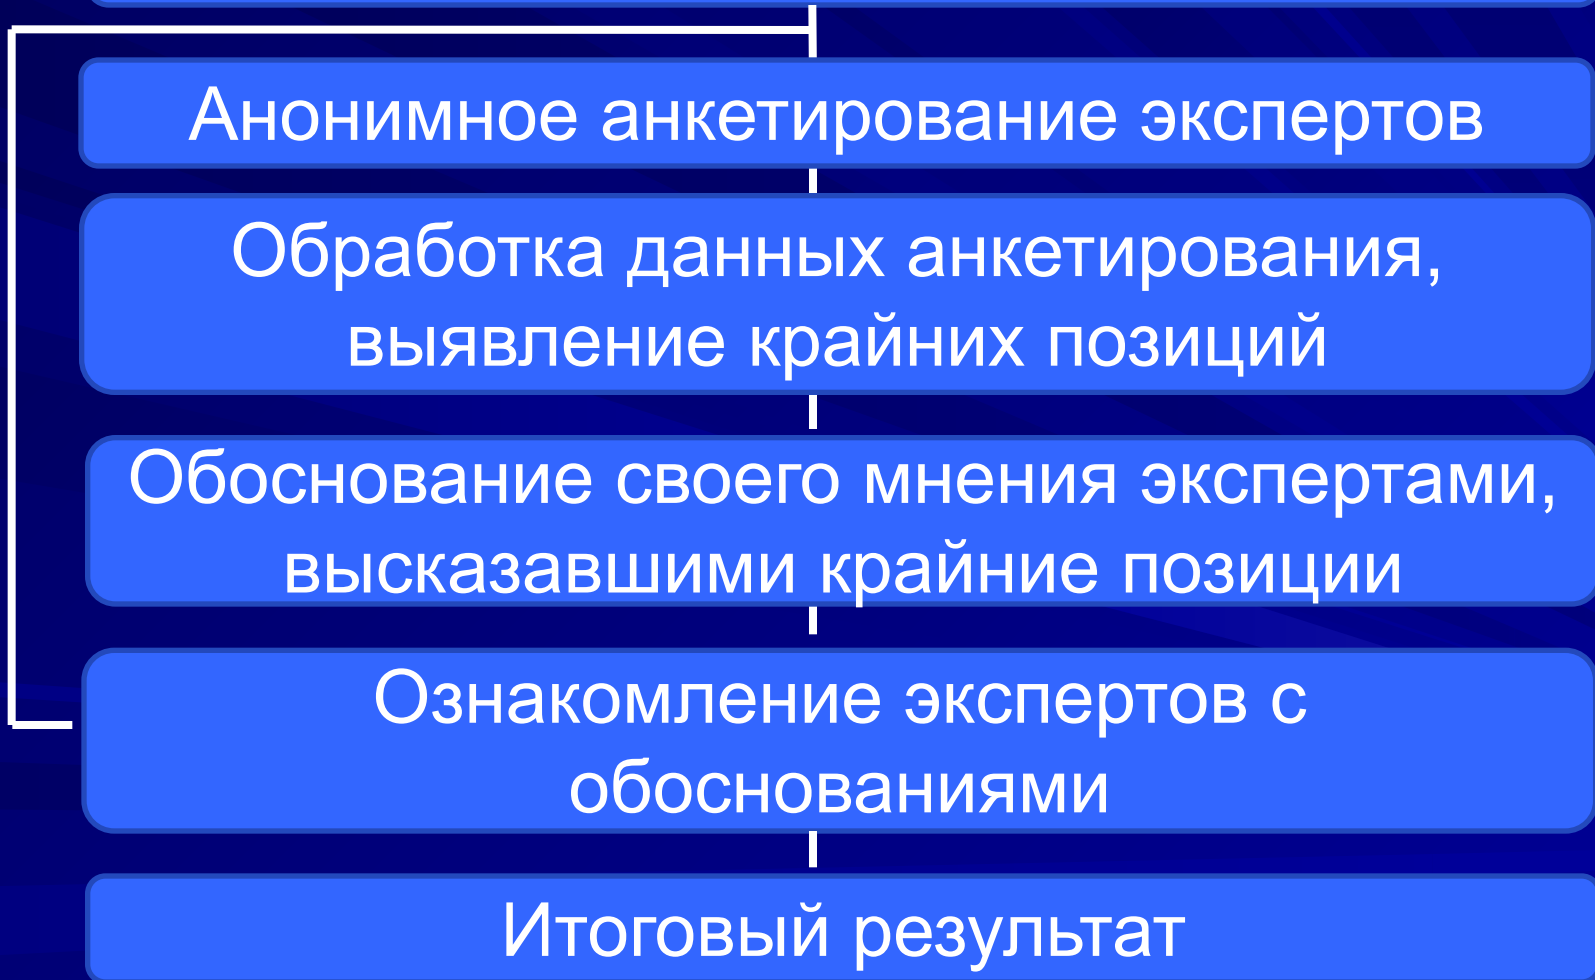 Анонимное анкетирование экспертов
Обработка данных анкетирования,
выявление крайних позиций
Обоснование своего мнения экспертами,
высказавшими крайние позиции
Ознакомление экспертов с
обоснованиями
Итоговый результат